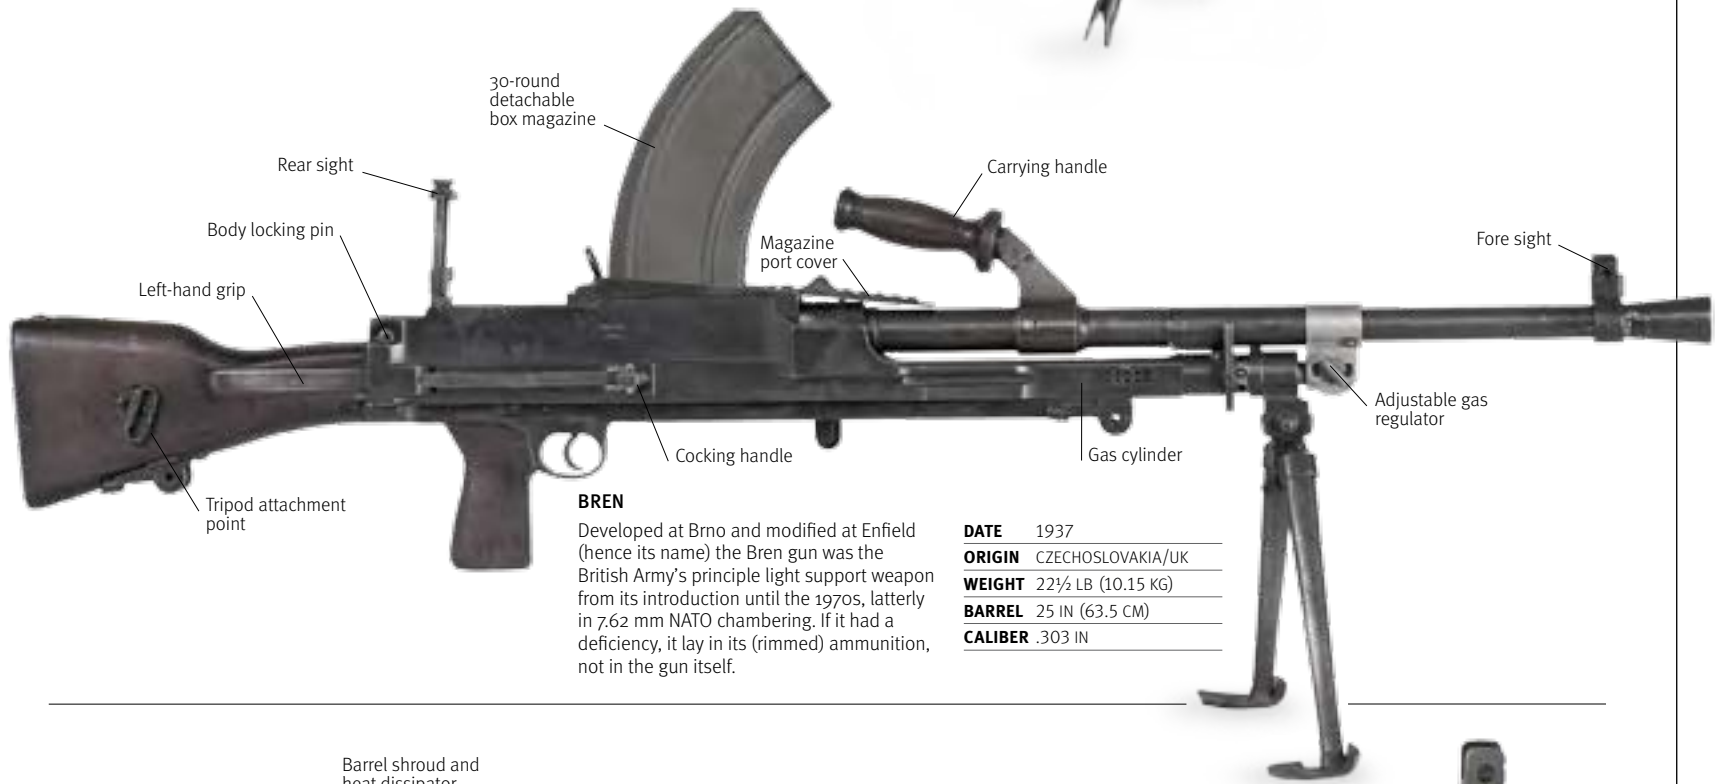 30-round
detachable
box magazine
Rear sight
Carrying handle
Body locking pin
Magazine
port cover
Fore sight
Left-hand grip
Adjustable gas
regulator
Cocking handle
Gas cylinder
Tripod attachment
point
BREN
Developed at Brno and modified at Enfield
(hence its name) the Bren gun was the
British Army's principle light support weapon
from its introduction until the 1970s, latterly
in 7.62 mm NATO chambering. If it had a
deficiency, it lay in its (rimmed) ammunition,
not in the gun itself.
DATE 1937
ORIGIN CZECHOSLOVAKIA/UK
WEIGHT 22½ LB (10.15 KG)
BARREL 25 IN (63.5 CM)
CALIBER .303 IN
Barrel shroud and
heat dissipator